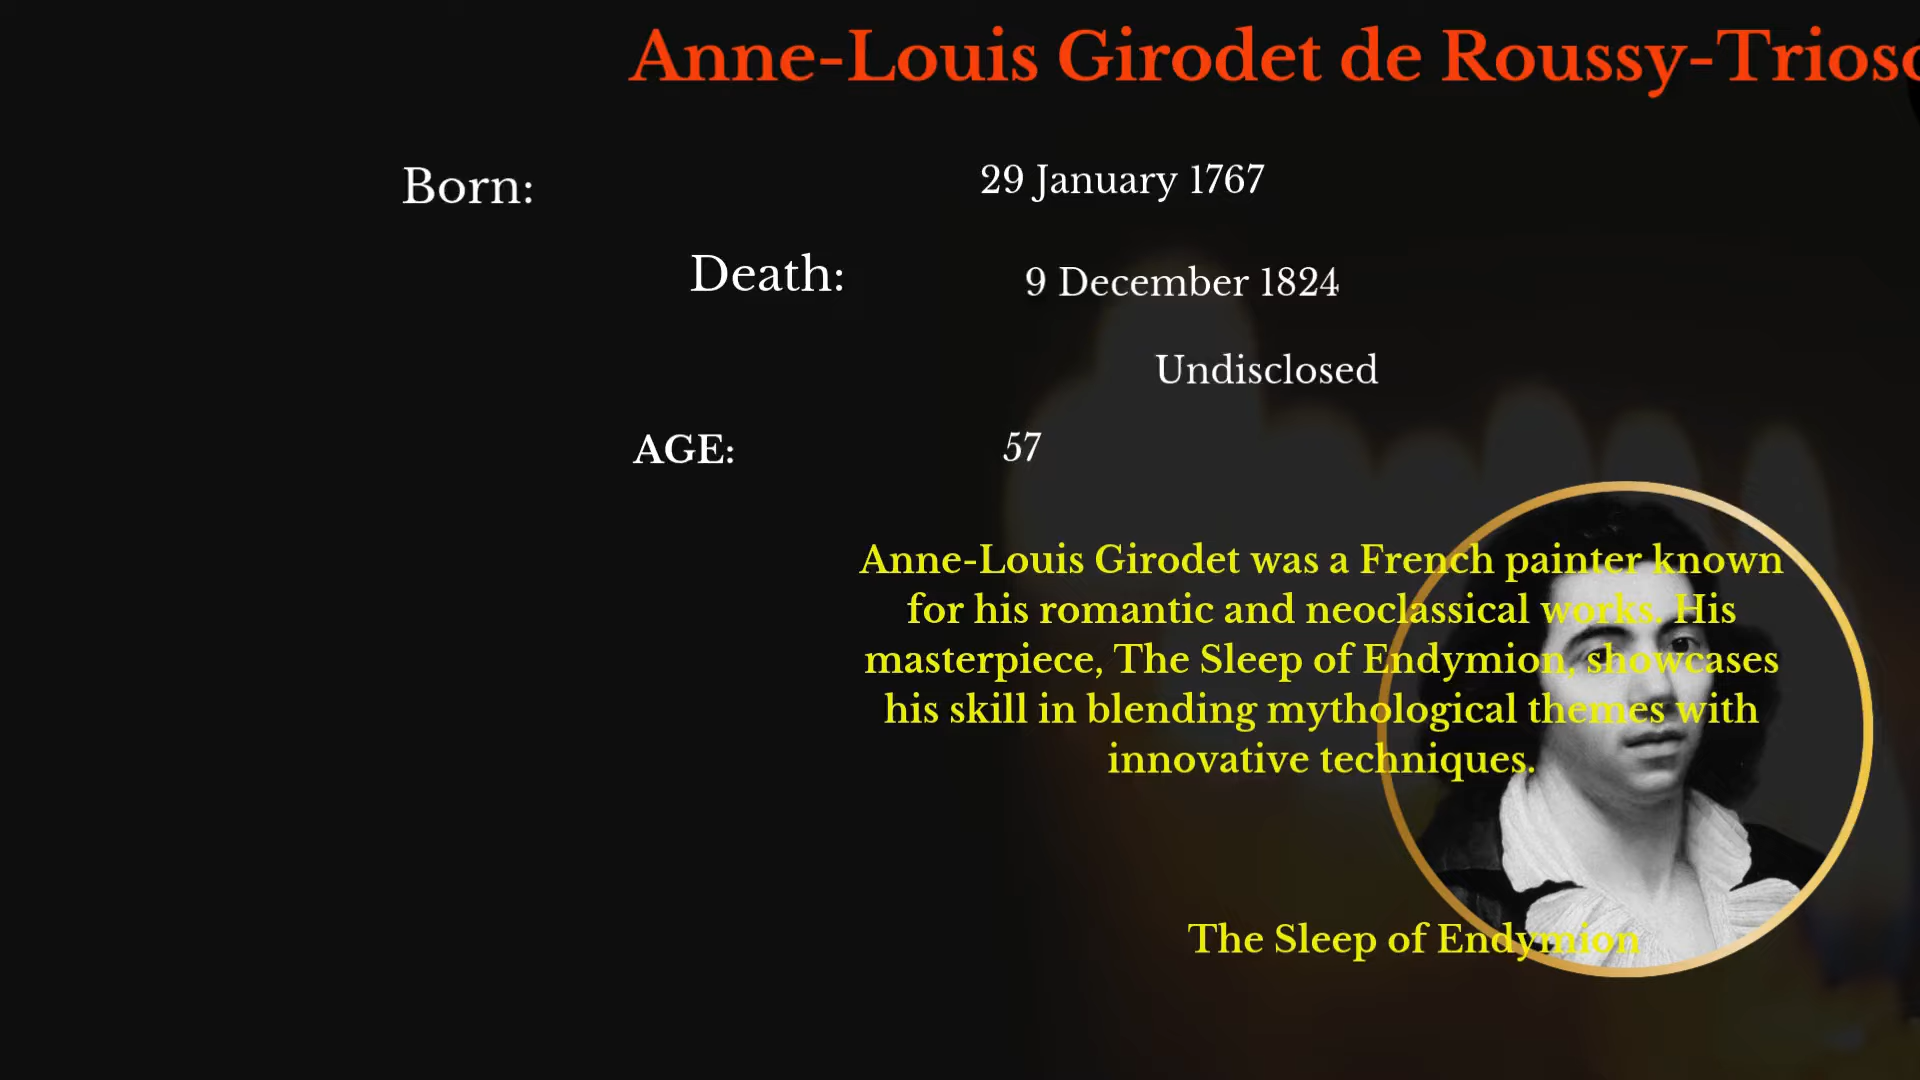 Anne-Louis Girodet de Roussy-Trioso
Born:
29 January 1767
Death:
9 December 1824
Undisclosed
AGE:
57
Anne-Louis Girodet was a French painter known
for his romantic and neoclassical works. His
masterpiece, The Sleep of Endymion, showcases
his skill in blending mythological themes with
innovative techniques.
The Sleep of Endymion